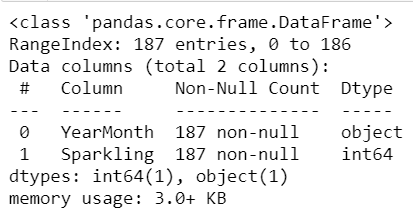 <class 'pandas.core.frame.DataFrame'>
RangeIndex: 187 entries, 0 to 186
Data columns (total 2 columns):
 #   Column     Non-Null Count  Dtype
---  ------     --------------  -----
 0   YearMonth  187 non-null    object
 1   Sparkling  187 non-null    int64
dtypes: int64(1), object(1)
memory usage: 3.0+ KB